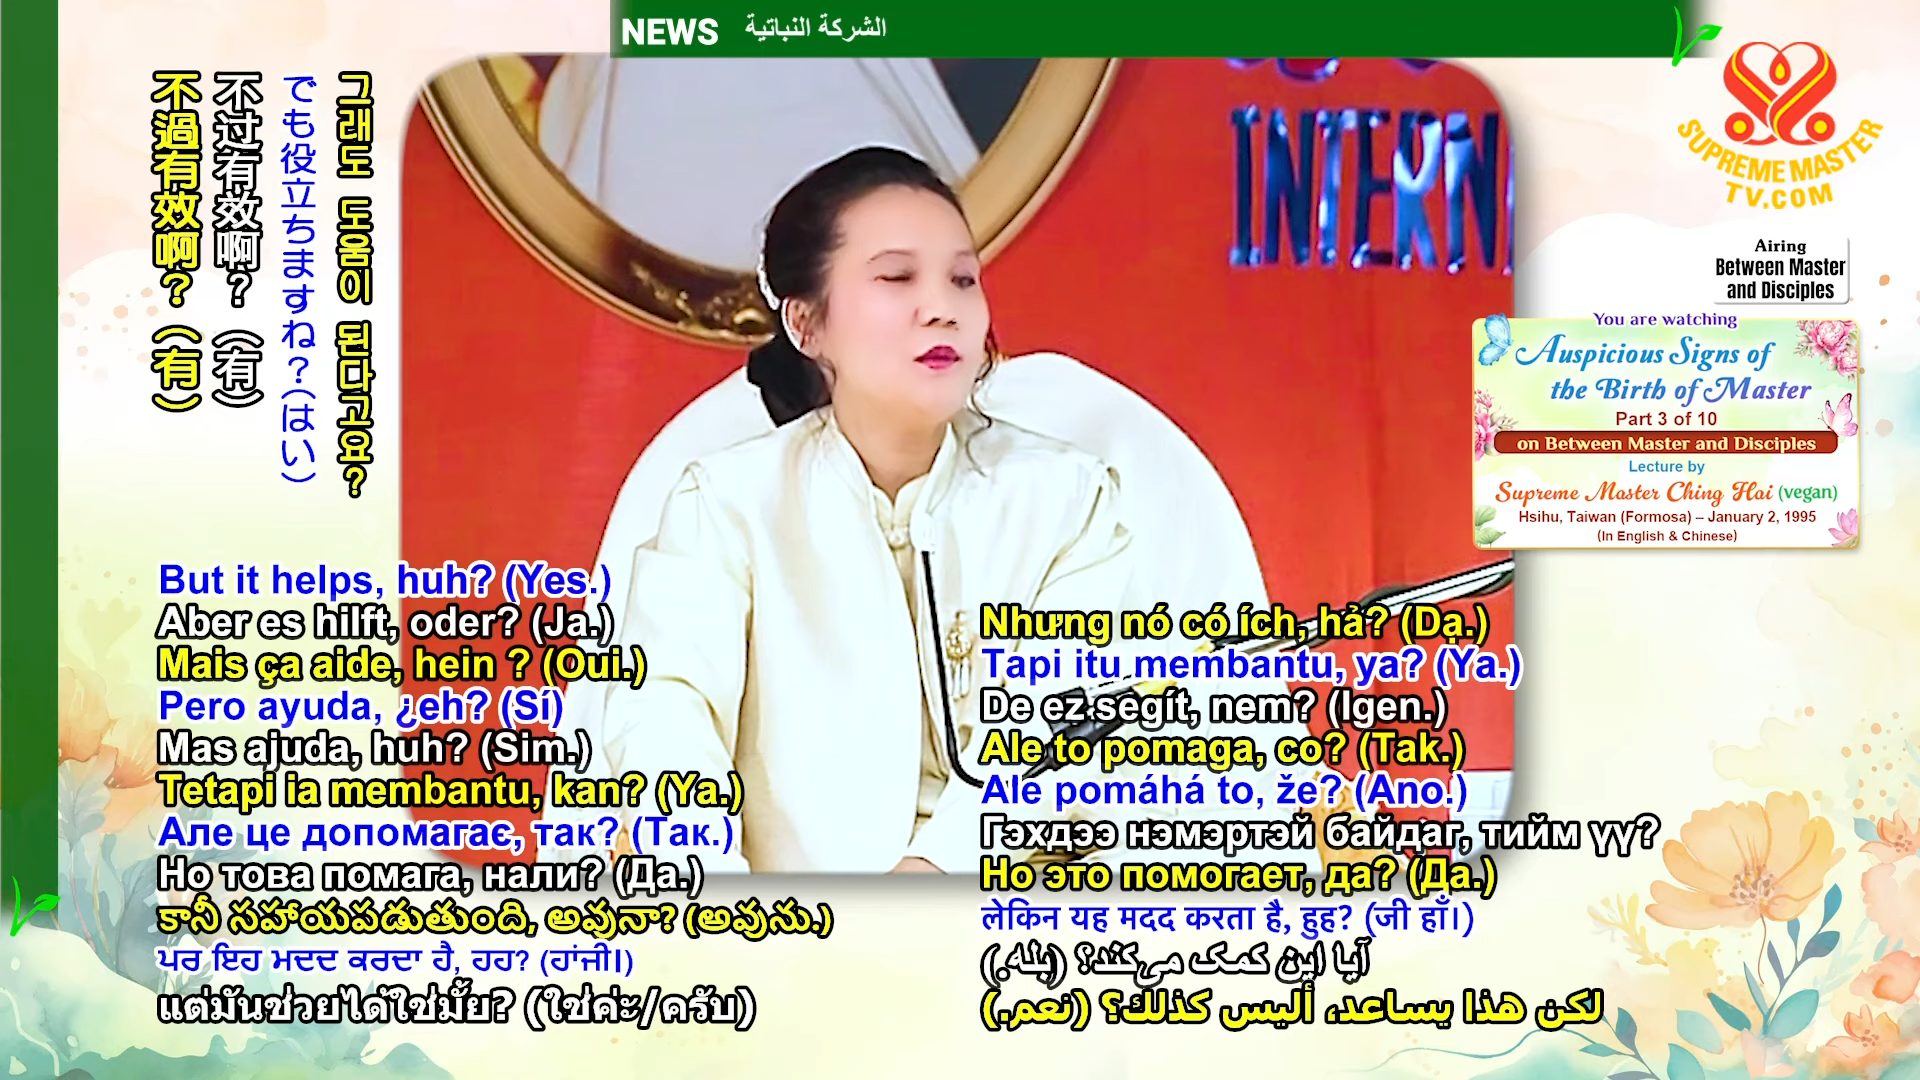 NEWS الشركة النباتية
SUPREME MASTER
TV.COM
Airing
Between Master
and Disciples
You are watching
Auspicious Signs of
the Birth of Master
Part 3 of 10
on Between Master and Disciples
Lecture by
Supreme Master Ching Hai (vegan)
Hsihu, Taiwan (Formosa) – January 2, 1995
(In English & Chinese)
INTERN
그래도 도움이 된다고요?
でも役立ちますね？(はい)
不过有效啊？（有）
不過有效啊？（有）
But it helps, huh? (Yes.)
Aber es hilft, oder? (Ja.)
Mais ça aide, hein ? (Oui.)
Pero ayuda, ¿eh? (Sí)
Mas ajuda, huh? (Sim.)
Tetapi ia membantu, kan? (Ya.)
Але це допомагає, так? (Так.)
Но това помага, нали? (Да.)
కానీ సహాయపడుతుంది, అవునా? (అవును.)
ਪਰ ਇਹ ਮਦਦ ਕਰਦਾ ਹੈ, ਹਹ? (ਹਾਂਜੀ।)
แต่มันช่วยได้ใช่มั้ย? (ใช่ค่ะ/ครับ)
Nhưng nó có ích, hả? (Dạ.)
Tapi itu membantu, ya? (Ya.)
De ez segít, nem? (Igen.)
Ale to pomaga, co? (Tak.)
Ale pomáhá to, že? (Ano.)
Гэхдээ нэмэртэй байдаг, тийм үү?
Но это помогает, да? (Да.)
लेकिन यह मदद करता है, हुह? (जी हाँ।)
آیا این کمک می‌کند؟ (بله.)
لكن هذا يساعد، أليس كذلك؟ (نعم.)